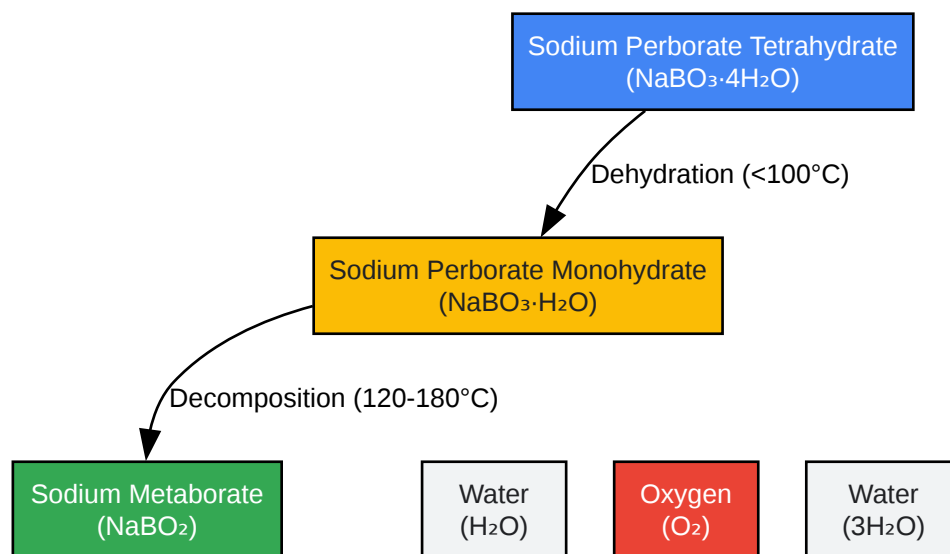 Sodium Perborate Tetrahydrate
(NaBO₃·4H₂O)
Dehydration (<100°C)
Sodium Perborate Monohydrate
(NaBO₃·H₂O)
Decomposition (120-180°C)
Sodium Metaborate
(NaBO₂)
Water
(H₂O)
Oxygen
(O₂)
Water
(3H₂O)